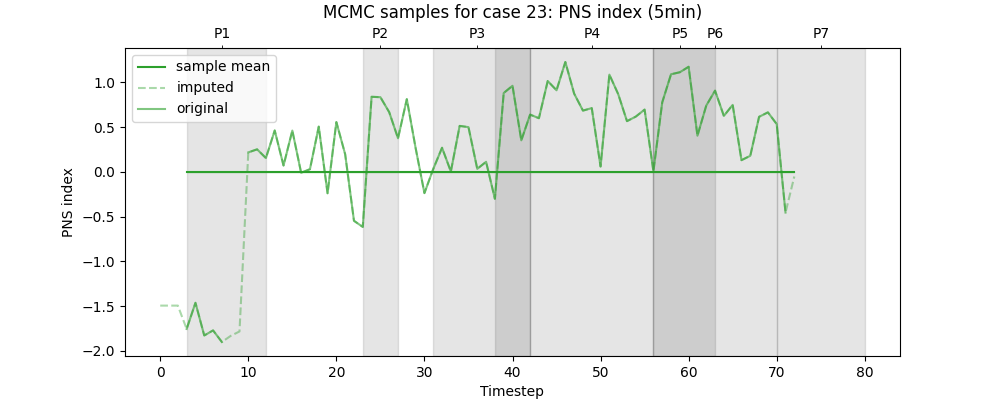 MCMC samples for case 23: PNS index (5min)
P1 P2 P3 P4 P5 P6 P7
sample mean
imputed
original
1.0
0.5
0.0
−0.5
−1.0
−1.5
−2.0
PNS index
0 10 20 30 40 50 60 70 80
Timestep